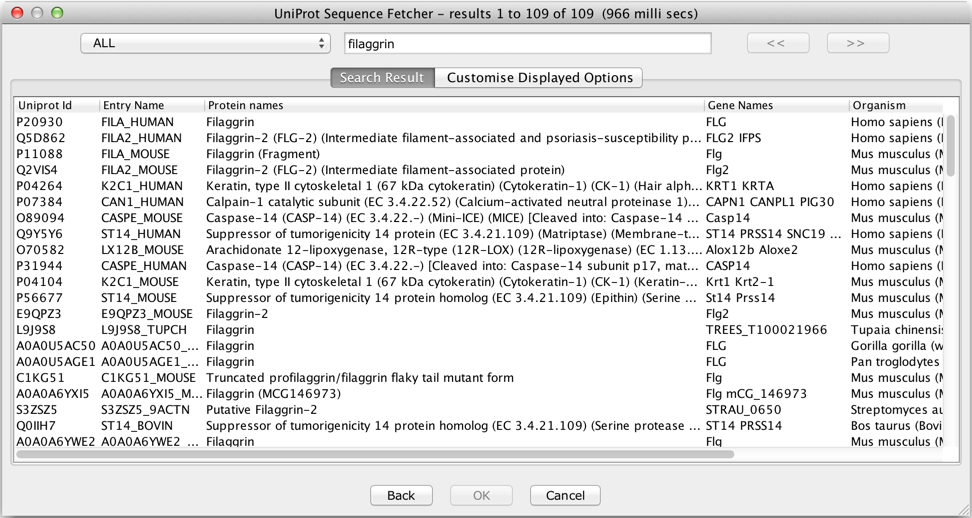 UniProt Sequence Fetcher – results 1 to 109 of 109 (966 milli secs)
ALL filaggrin << >>
Search Result Customise Displayed Options
Uniprot Id Entry Name Protein names Gene Names Organism
P20930 FILA_HUMAN Filaggrin FLG Homo sapiens (
Q5D862 FILA2_HUMAN Filaggrin-2 (FLG-2) (Intermediate filament-associated and psoriasis-susceptibility p... FLG2 IFPS Homo sapiens (
P11088 FILA_MOUSE Filaggrin (Fragment) Flg Mus musculus (
Q2VIS4 FILA2_MOUSE Filaggrin-2 (FLG-2) (Intermediate filament-associated protein) Flg2 Mus musculus (
P04264 K2C1_HUMAN Keratin, type II cytoskeletal 1 (67 kDa cytokeratin) (Cytokeratin-1) (CK-1) (Hair alph... KRT1 KRTA Homo sapiens (
P07384 CAN1_HUMAN Calpain-1 catalytic subunit (EC 3.4.22.52) (Calcium-activated neutral proteinase 1)... CAPN1 CANPL1 PIG30 Homo sapiens (
O89094 CASPE_MOUSE Caspase-14 (CASP-14) (EC 3.4.22.-) (Mini-ICE) (MICE) [Cleaved into: Caspase-14 ... Casp14 Mus musculus (
Q9Y5Y6 ST14_HUMAN Suppressor of tumorigenicity 14 protein (EC 3.4.21.109) (Matriptase) (Membrane-t... ST14 PRSS14 SNC19 ... Homo sapiens (
O70582 LX12B_MOUSE Arachidonate 12-lipoxygenase, 12R-type (12R-LOX) (12R-lipoxygenase) (EC 1.13.... Alox12b Aloxe2 Mus musculus (
P31944 CASPE_HUMAN Caspase-14 (CASP-14) (EC 3.4.22.-) [Cleaved into: Caspase-14 subunit p17, mat... CASP14 Homo sapiens (
P04104 K2C1_MOUSE Keratin, type II cytoskeletal 1 (67 kDa cytokeratin) (Cytokeratin-1) (CK-1) (Keratin-... Krt1 Krt2-1 Mus musculus (
P56677 ST14_MOUSE Suppressor of tumorigenicity 14 protein homolog (EC 3.4.21.109) (Epithin) (Serine ... St14 Prss14 Mus musculus (
E9QPZ3 E9QPZ3_MOUSE Filaggrin-2 Flg2 Mus musculus (
L9J9S8 L9J9S8_TUPCH Filaggrin TREES_T100021966 Tupaia chinensi
A0A0U5AC50 A0A0U5AC50_... Filaggrin FLG Gorilla gorilla (w
A0A0U5AGE1 A0A0U5AGE1_... Filaggrin FLG Pan troglodytes
C1KG51 C1KG51_MOUSE Truncated profilaggrin/filaggrin flaky tail mutant form Flg Mus musculus (
A0A0A6YXI5 A0A0A6YXI5_M... Filaggrin (MCG146973) Flg mCG_146973 Mus musculus (
S3ZSZ5 S3ZSZ5_9ACTN Putative Filaggrin-2 STRAU_0650 Streptomyces au
Q0IIH7 ST14_BOVIN Suppressor of tumorigenicity 14 protein homolog (EC 3.4.21.109) (Serine protease ... ST14 PRSS14 Bos taurus (Bovi
A0A0A6YWE2 A0A0A6YWE2_... Filaggrin Flg Mus musculus (
Back OK Cancel